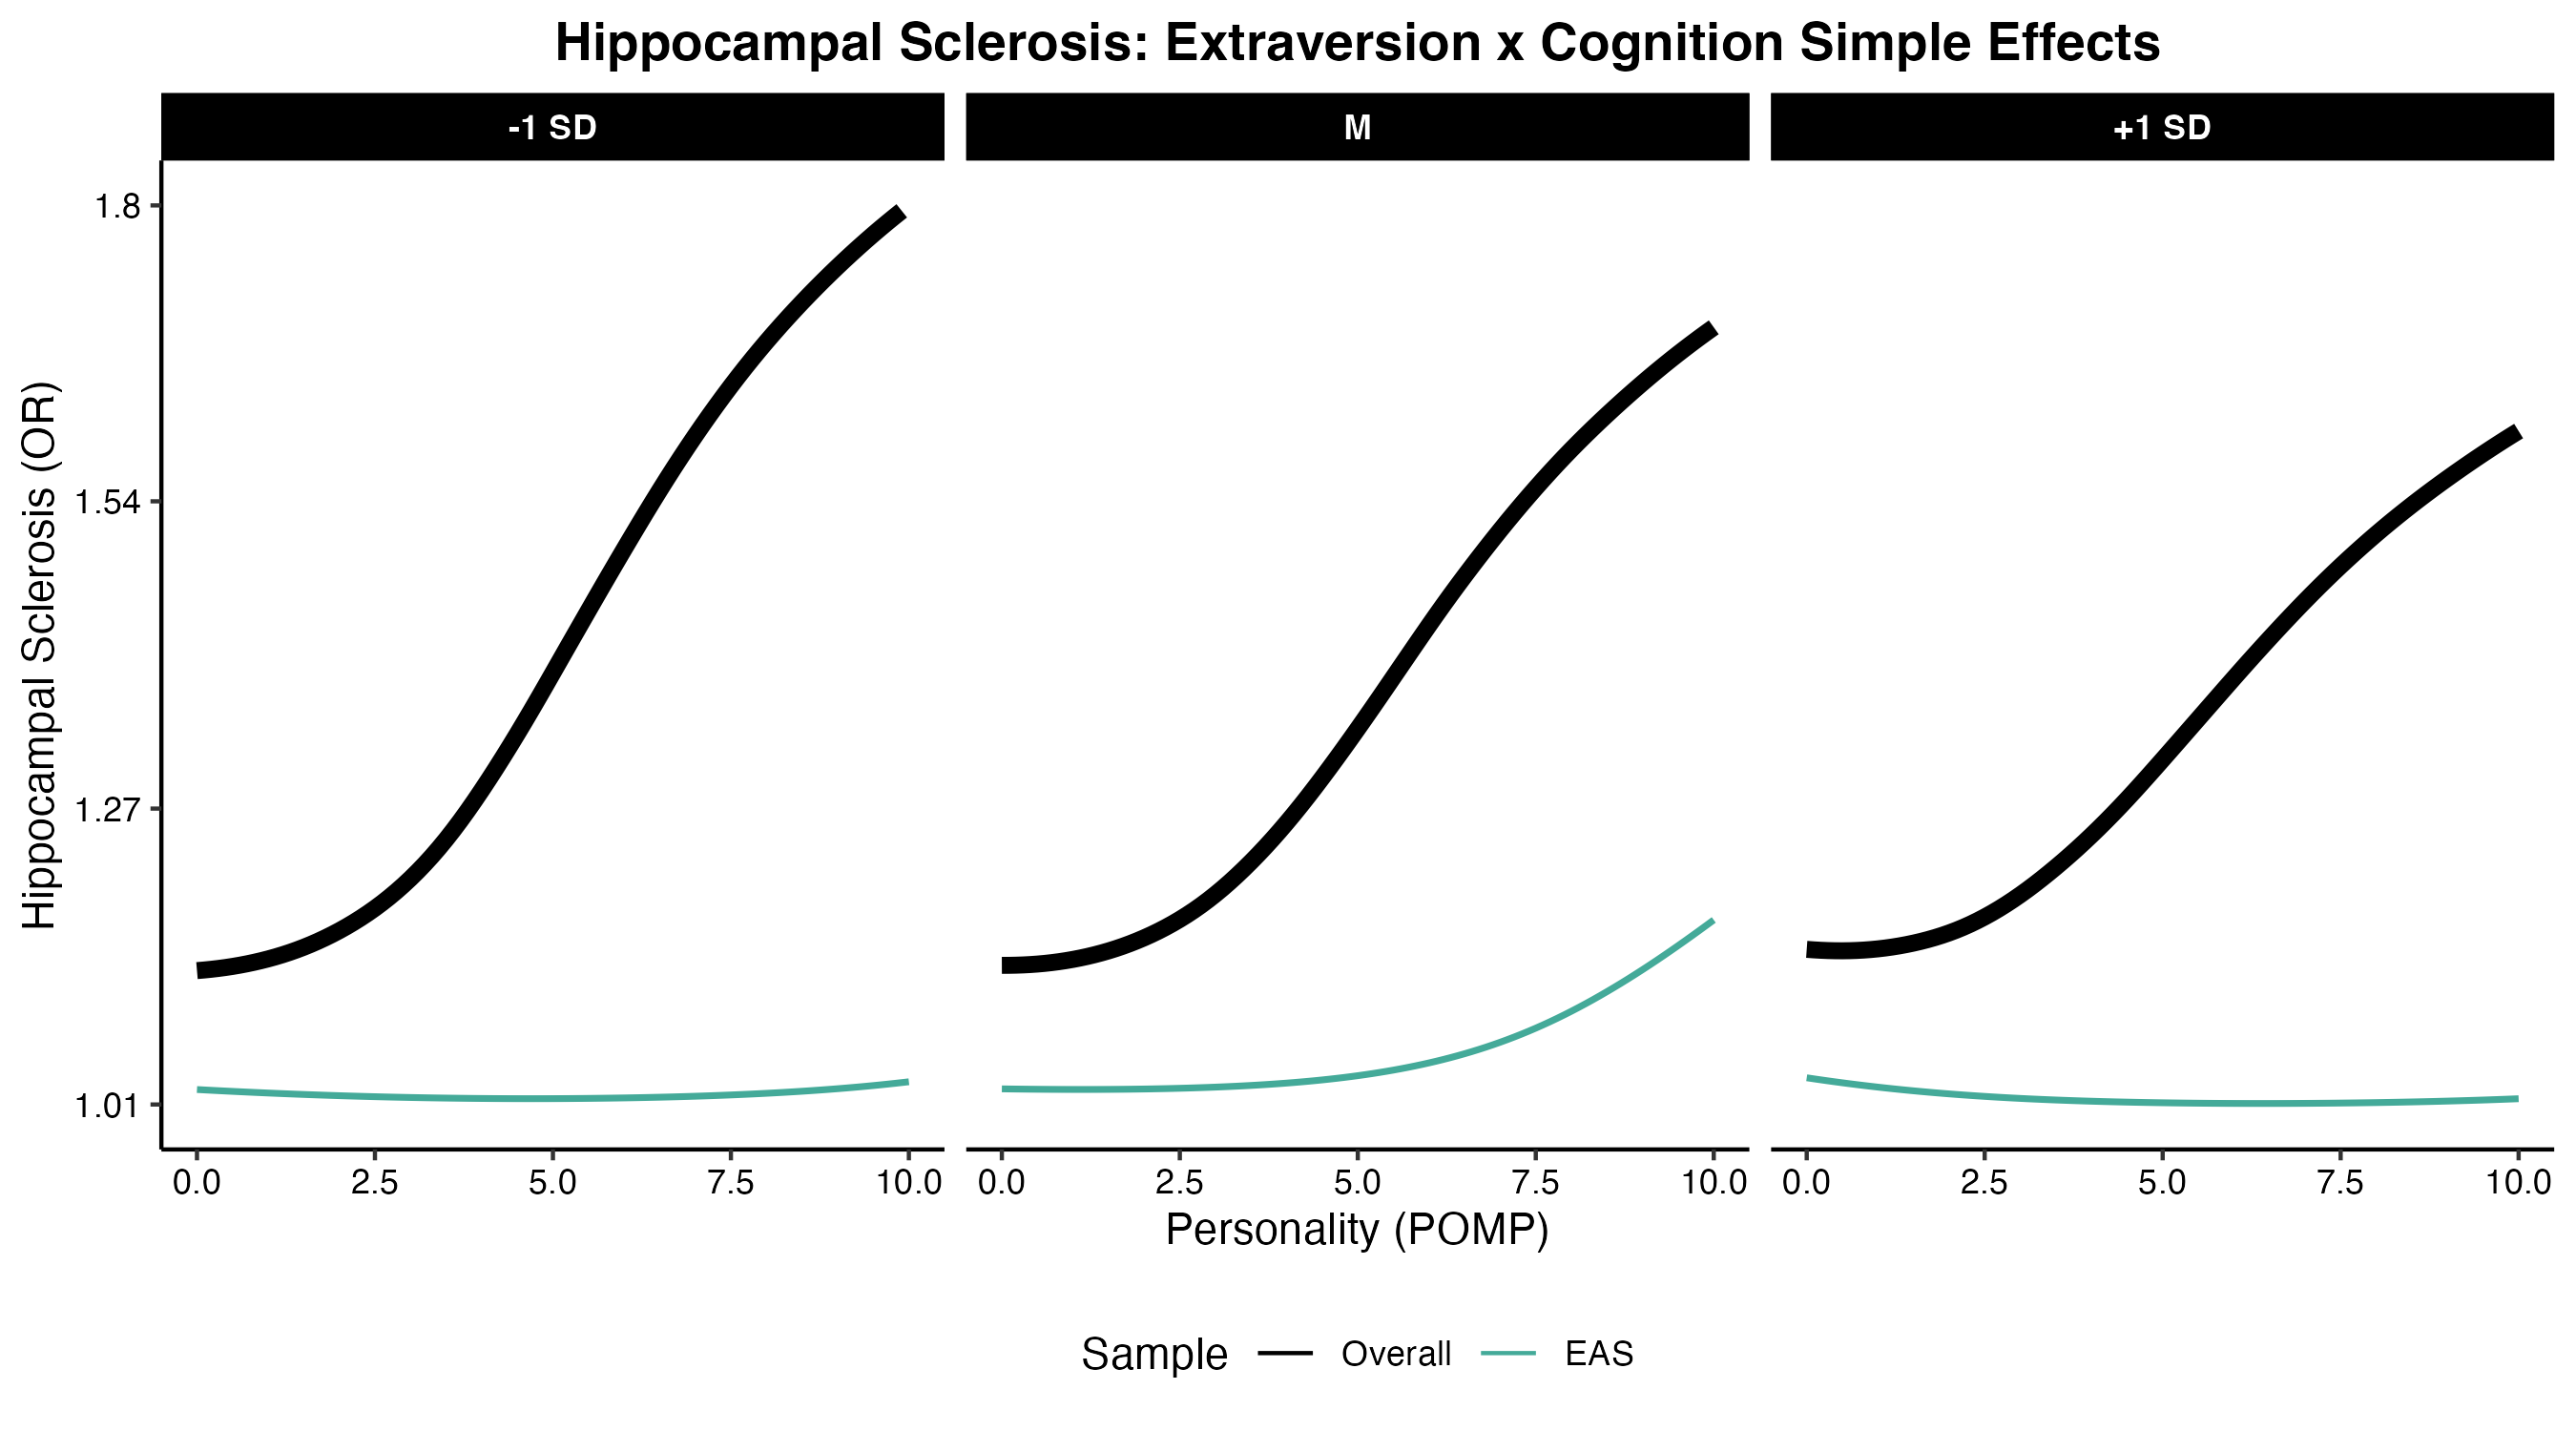 Hippocampal Sclerosis: Extraversion x Cognition Simple Effects
-1 SD
M
+1 SD
Hippocampal Sclerosis (OR)
1.8
1.54
1.27
1.01
0.0 2.5 5.0 7.5 10.0
0.0 2.5 5.0 7.5 10.0
0.0 2.5 5.0 7.5 10.0
Personality (POMP)
Sample Overall EAS